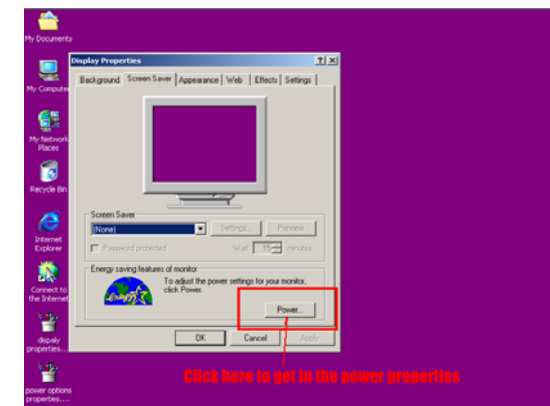 My Documents
My Computer
My Network
Places
Recycle Bin
Internet
Explorer
Connect to
the Internet
dispaly
properties...
power options
properties....
Display Properties
Background Screen Saver Appearance Web Effects Settings
Screen Saver
(None) Settings... Preview
Password protected Wait: 15 minutes
Energy saving features of monitor
To adjust the power settings for your monitor,
click Power.
Power...
OK Cancel Apply
Click here to get in the power properties